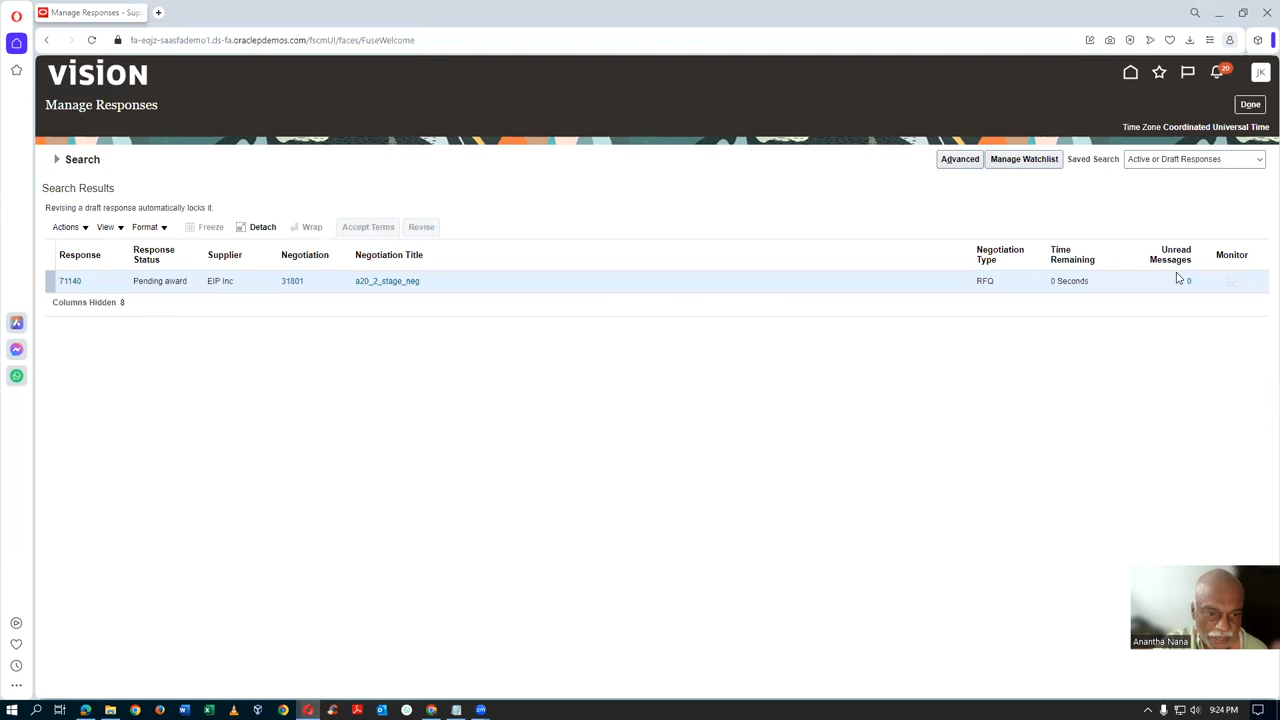 Manage Responses - Sup
fa-eqjz-saasfademo1.ds-fa.oraclepdemos.com/fscmUI/faces/FuseWelcome
vision
20
JK
Manage Responses
Done
Time Zone Coordinated Universal Time
Search
Advanced
Manage Watchlist
Saved Search
Active or Draft Responses
Search Results
Revising a draft response automatically locks it.
Actions View Format Freeze Detach Wrap Accept Terms Revise
Response Response Status Supplier Negotiation Negotiation Title Negotiation Type Time Remaining Unread Messages Monitor
71140 Pending award EIP Inc 31801 a20_2_stage_neg RFQ 0 Seconds 0
Columns Hidden 8
Anantha Nana
9:24 PM